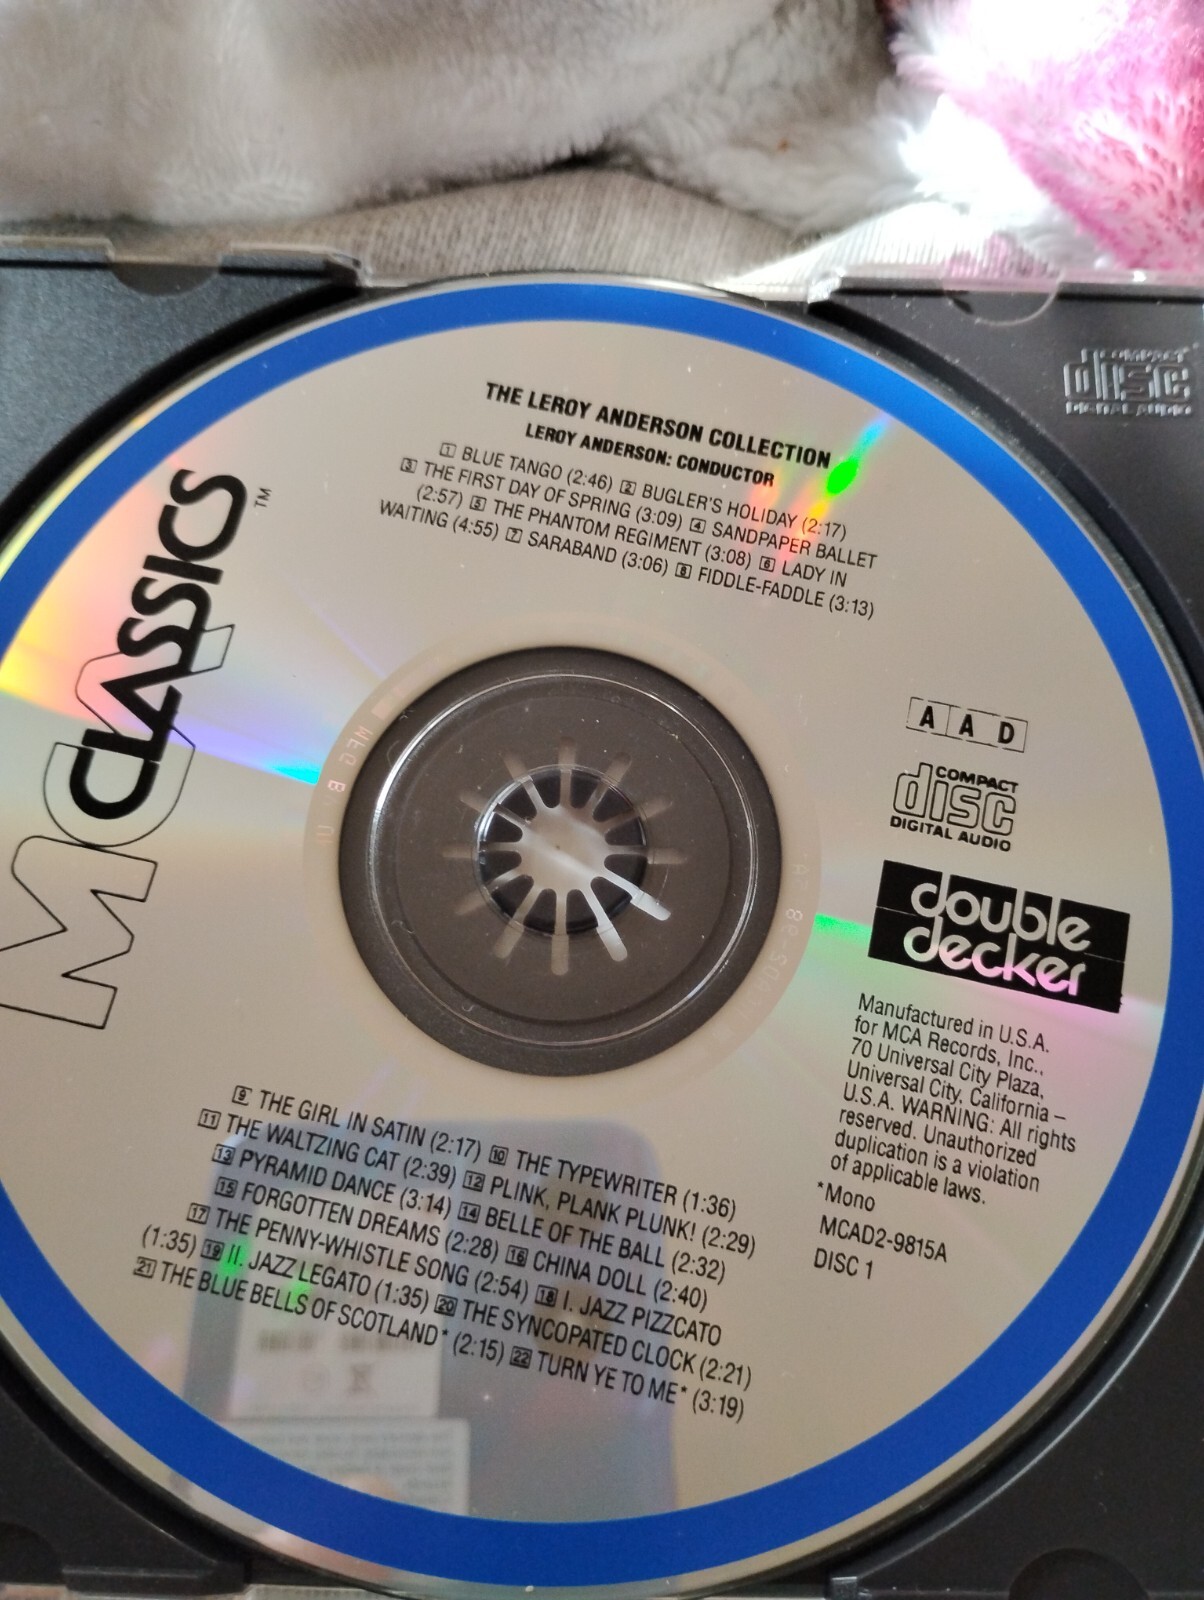 COMPACT
disc
DIGITAL AUDIO
THE LEROY ANDERSON COLLECTION
LEROY ANDERSON: CONDUCTOR
1 BLUE TANGO (2:46) 2 BUGLER'S HOLIDAY (2:17)
3 THE FIRST DAY OF SPRING (3:09) 4 SANDPAPER BALLET
(2:57) 5 THE PHANTOM REGIMENT (3:08) 6 LADY IN
WAITING (4:55) 7 SARABAND (3:06) 8 FIDDLE-FADDLE (3:13)
MCA CLASSICS TM
A A D
COMPACT
disc
DIGITAL AUDIO
double
decker
Manufactured in U.S.A.
for MCA Records, Inc.,
70 Universal City Plaza,
Universal City, California –
U.S.A. WARNING: All rights
reserved. Unauthorized
duplication is a violation
of applicable laws.
*Mono
MCAD2-9815A
DISC 1
9 THE GIRL IN SATIN (2:17) 10 THE TYPEWRITER (1:36)
11 THE WALTZING CAT (2:39) 12 PLINK, PLANK PLUNK! (2:29)
13 PYRAMID DANCE (3:14) 14 BELLE OF THE BALL (2:32)
15 FORGOTTEN DREAMS (2:28) 16 CHINA DOLL (2:40)
17 THE PENNY-WHISTLE SONG (2:54) 18 I. JAZZ PIZZCATO
(1:35) 19 II. JAZZ LEGATO (1:35) 20 THE SYNCOPATED CLOCK (2:21)
21 THE BLUE BELLS OF SCOTLAND* (2:15) 22 TURN YE TO ME* (3:19)